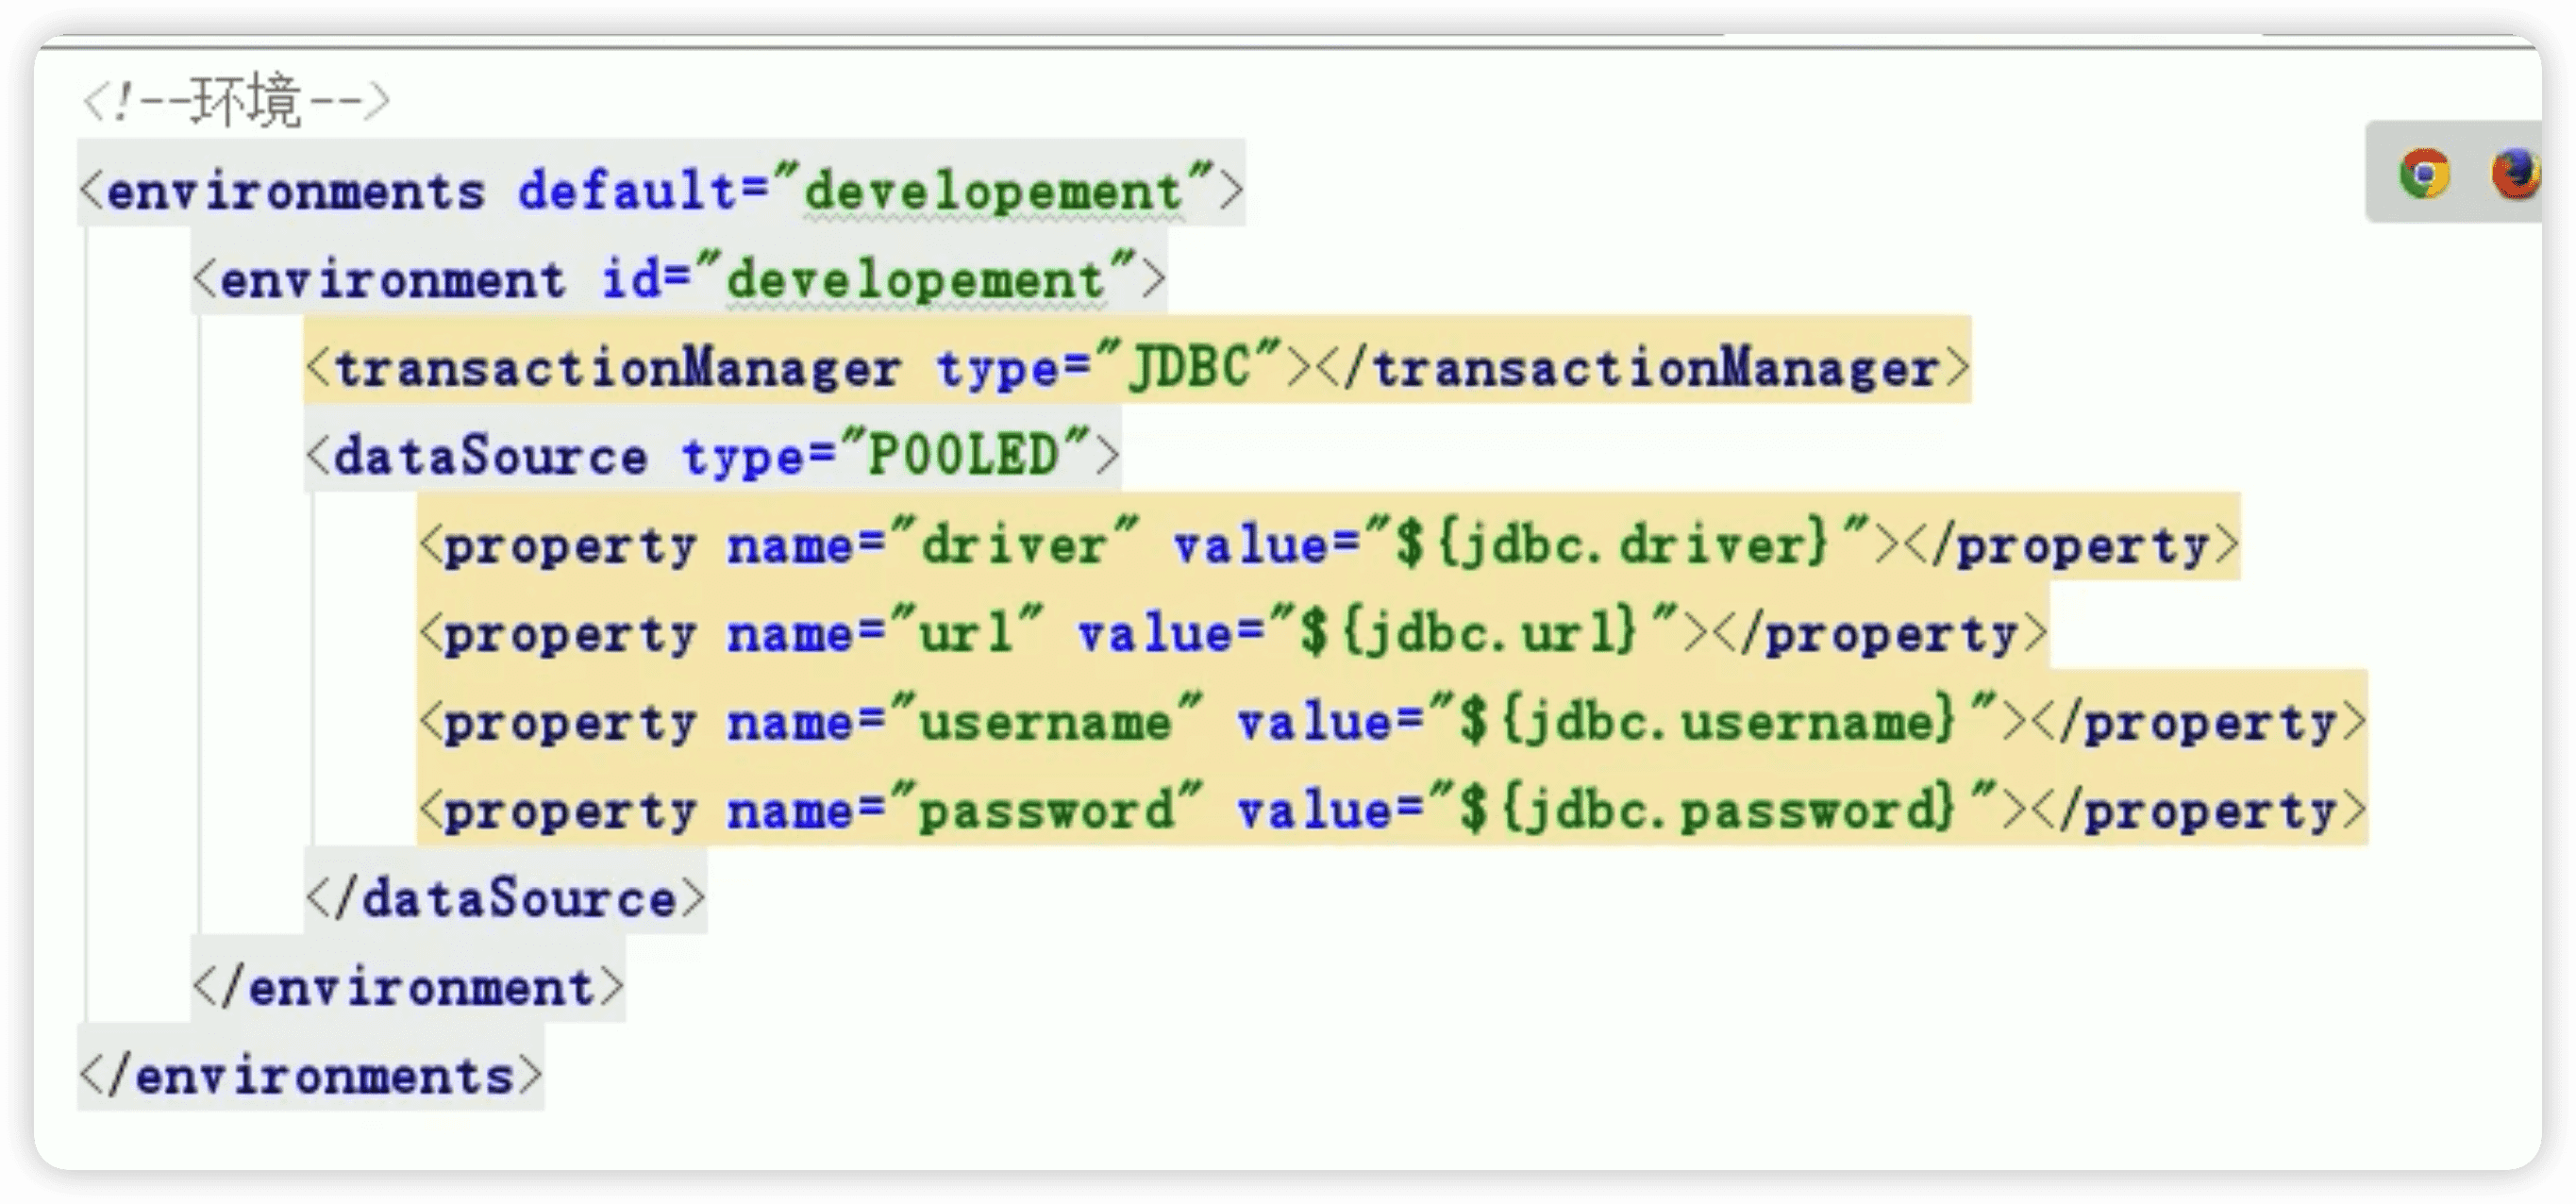 <!--环境-->
<environments default="developement">
<environment id="developement">
<transactionManager type="JDBC"></transactionManager>
<dataSource type="POOLED">
<property name="driver" value="${jdbc.driver}"></property>
<property name="url" value="${jdbc.url}"></property>
<property name="username" value="${jdbc.username}"></property>
<property name="password" value="${jdbc.password}"></property>
</dataSource>
</environment>
</environments>